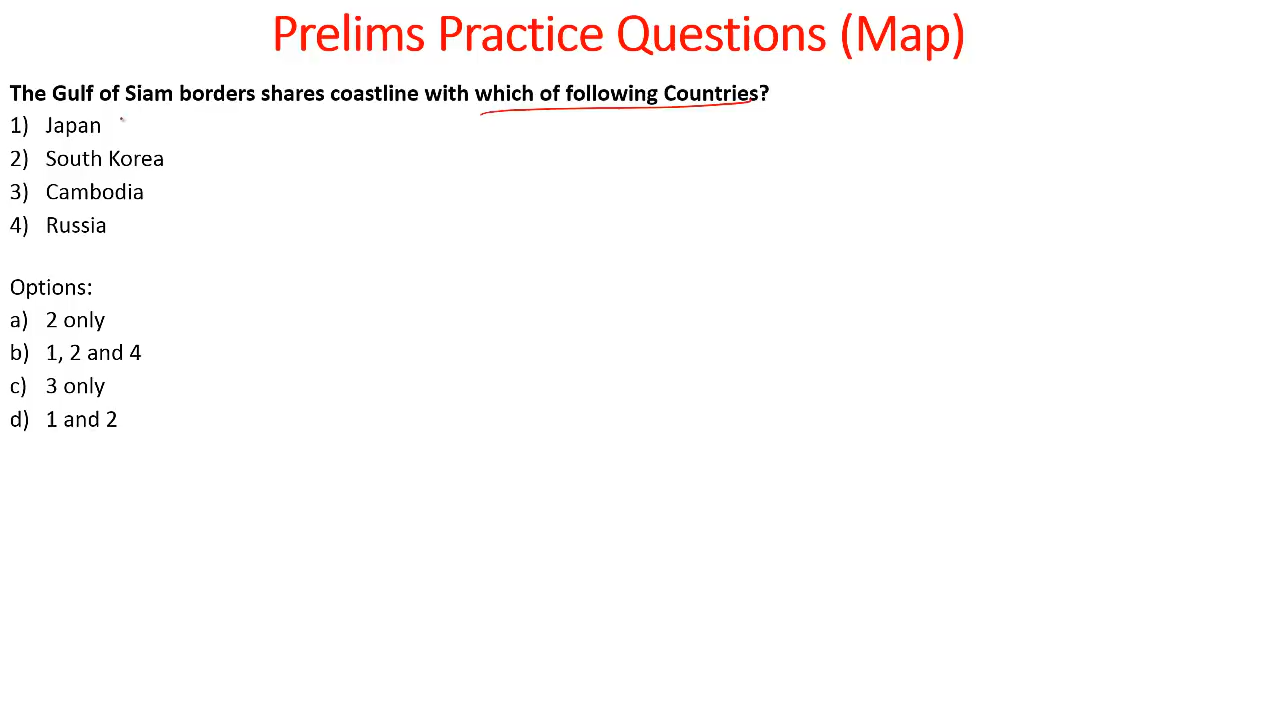 Prelims Practice Questions (Map)
The Gulf of Siam borders shares coastline with which of following Countries?
1) Japan
2) South Korea
3) Cambodia
4) Russia
Options:
a) 2 only
b) 1, 2 and 4
c) 3 only
d) 1 and 2